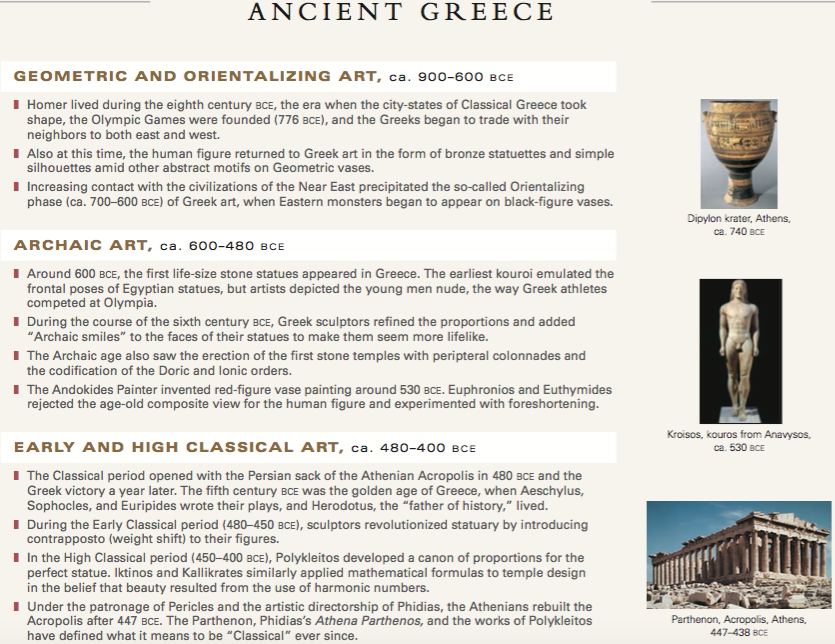 ANCIENT GREECE
GEOMETRIC AND ORIENTALIZING ART, ca. 900–600 BCE
Homer lived during the eighth century BCE, the era when the city-states of Classical Greece took
shape, the Olympic Games were founded (776 BCE), and the Greeks began to trade with their
neighbors to both east and west.
Also at this time, the human figure returned to Greek art in the form of bronze statuettes and simple
silhouettes amid other abstract motifs on Geometric vases.
Increasing contact with the civilizations of the Near East precipitated the so-called Orientalizing
phase (ca. 700–600 BCE) of Greek art, when Eastern monsters began to appear on black-figure vases.
Dipylon krater, Athens,
ca. 740 BCE
ARCHAIC ART, ca. 600–480 BCE
Around 600 BCE, the first life-size stone statues appeared in Greece. The earliest kouroi emulated the
frontal poses of Egyptian statues, but artists depicted the young men nude, the way Greek athletes
competed at Olympia.
During the course of the sixth century BCE, Greek sculptors refined the proportions and added
“Archaic smiles” to the faces of their statues to make them seem more lifelike.
The Archaic age also saw the erection of the first stone temples with peripteral colonnades and
the codification of the Doric and Ionic orders.
The Andokides Painter invented red-figure vase painting around 530 BCE. Euphronios and Euthymides
rejected the age-old composite view for the human figure and experimented with foreshortening.
Kroisos, kouros from Anavysos,
ca. 530 BCE
EARLY AND HIGH CLASSICAL ART, ca. 480–400 BCE
The Classical period opened with the Persian sack of the Athenian Acropolis in 480 BCE and the
Greek victory a year later. The fifth century BCE was the golden age of Greece, when Aeschylus,
Sophocles, and Euripides wrote their plays, and Herodotus, the “father of history,” lived.
During the Early Classical period (480–450 BCE), sculptors revolutionized statuary by introducing
contrapposto (weight shift) to their figures.
In the High Classical period (450–400 BCE), Polykleitos developed a canon of proportions for the
perfect statue. Iktinos and Kallikrates similarly applied mathematical formulas to temple design
in the belief that beauty resulted from the use of harmonic numbers.
Under the patronage of Pericles and the artistic directorship of Phidias, the Athenians rebuilt the
Acropolis after 447 BCE. The Parthenon, Phidias's Athena Parthenos, and the works of Polykleitos
have defined what it means to be “Classical” ever since.
Parthenon, Acropolis, Athens,
447–438 BCE